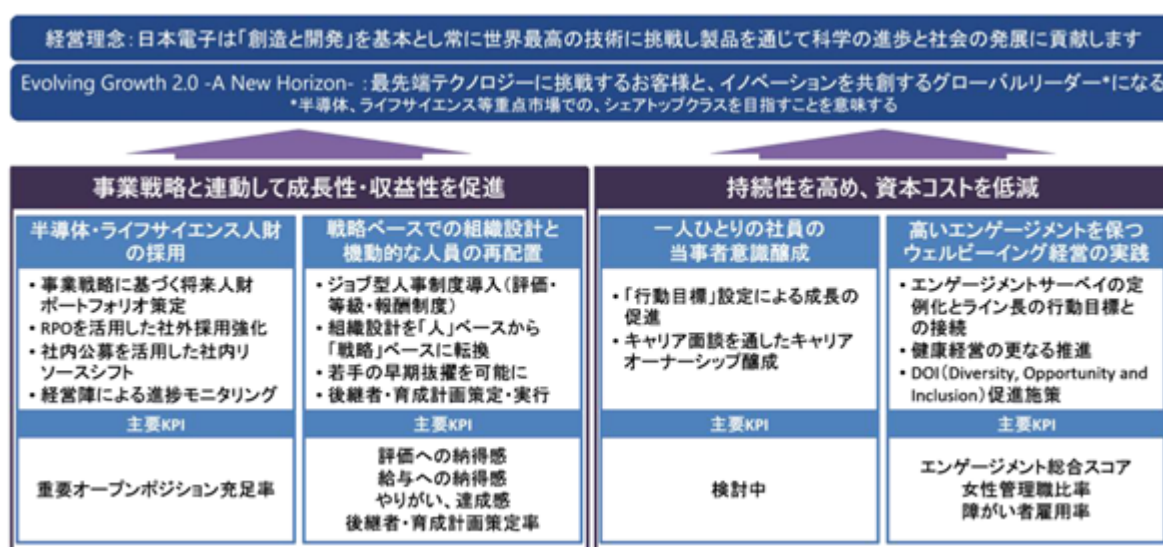 経営理念：日本電子は「創造と開発」を基本とし常に世界最高の技術に挑戦し製品を通じて科学の進歩と社会の発展に貢献します
Evolving Growth 2.0 -A New Horizon- ：最先端テクノロジーに挑戦するお客様と、イノベーションを共創するグローバルリーダー*になる
*半導体、ライフサイエンス等重点市場での、シェアトップクラスを目指すことを意味する
事業戦略と連動して成長性・収益性を促進
半導体・ライフサイエンス人財
の採用
・事業戦略に基づく将来人財
ポートフォリオ策定
・RPOを活用した社外採用強化
・社内公募を活用した社内リ
ソースシフト
・経営陣による進捗モニタリング
主要KPI
重要オープンポジション充足率
戦略ベースでの組織設計と
機動的な人員の再配置
・ジョブ型人事制度導入（評価・
等級・報酬制度）
・組織設計を「人」ベースから
「戦略」ベースに転換
・若手の早期抜擢を可能に
・後継者・育成計画策定・実行
主要KPI
評価への納得感
給与への納得感
やりがい、達成感
後継者・育成計画策定率
持続性を高め、資本コストを低減
一人ひとりの社員の
当事者意識醸成
・「行動目標」設定による成長の
促進
・キャリア面談を通したキャリア
オーナーシップ醸成
主要KPI
検討中
高いエンゲージメントを保つ
ウェルビーイング経営の実践
・エンゲージメントサーベイの定
例化とライン長の行動目標と
の接続
・健康経営の更なる推進
・DOI（Diversity, Opportunity and
Inclusion）促進施策
主要KPI
エンゲージメント総合スコア
女性管理職比率
障がい者雇用率